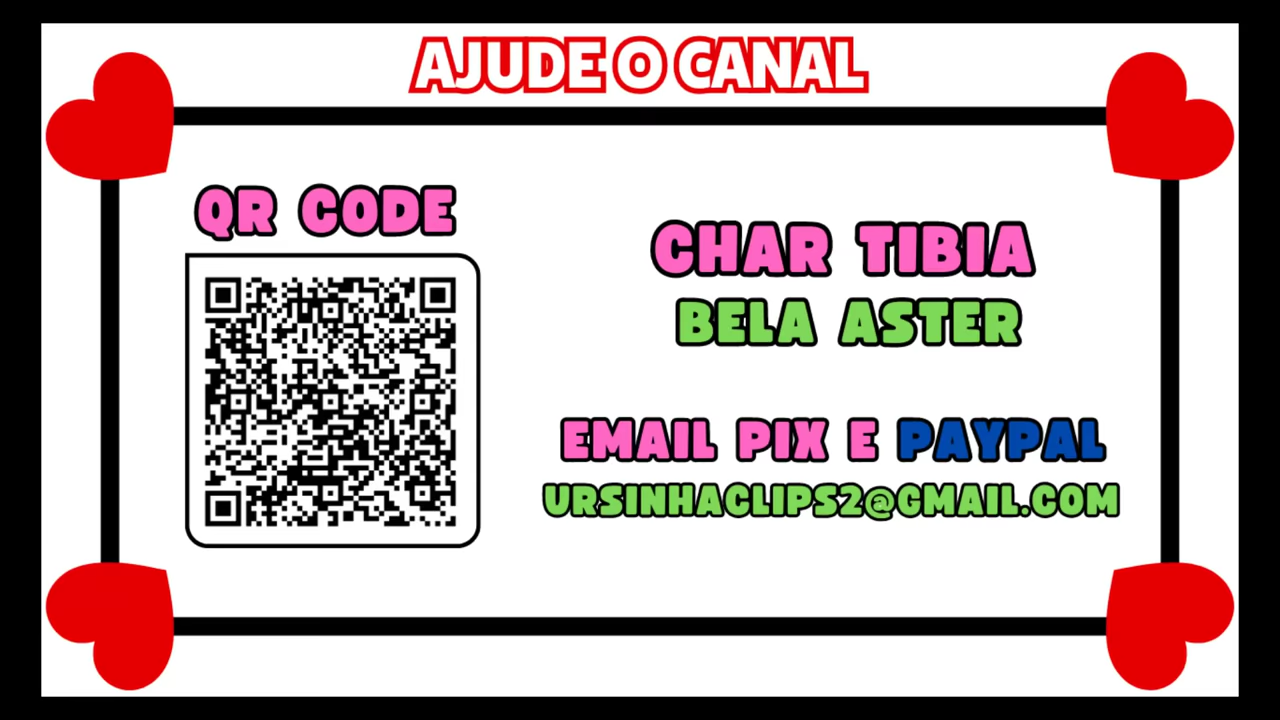 AJUDE O CANAL
QR CODE
CHAR TIBIA
BELA ASTER
EMAIL PIX E PAYPAL
URSINHACLIPS2@GMAIL.COM